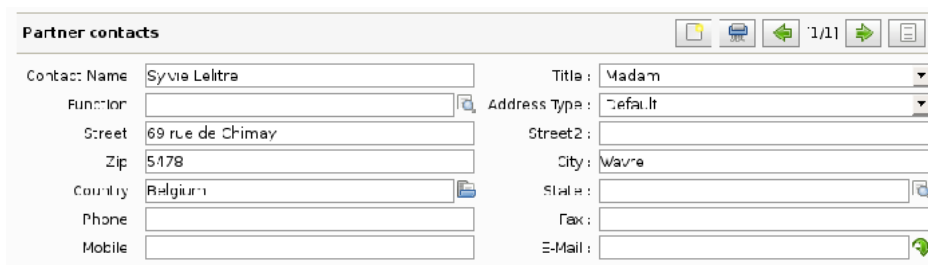 Partner contacts [1/1]
Contact Name Sylvie Lelitre Title : Madam
Function Address Type : Default
Street 69 rue de Chimay Street2 :
Zip 5478 City : Wavre
Country Belgium State :
Phone Fax :
Mobile E-Mail :